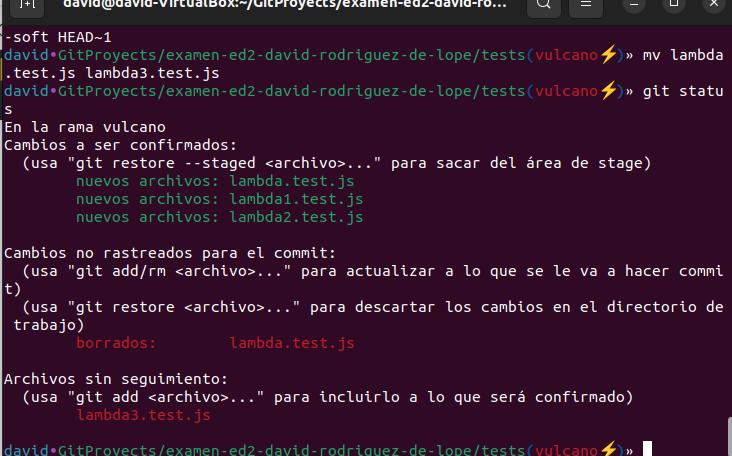 david@david-VirtualBox:~/GitProyects/examen-ed2-david-ro...
-soft HEAD~1
david•GitProyects/examen-ed2-david-rodriguez-de-lope/tests(vulcano⚡)» mv lambda
.test.js lambda3.test.js
david•GitProyects/examen-ed2-david-rodriguez-de-lope/tests(vulcano⚡)» git statu
s
En la rama vulcano
Cambios a ser confirmados:
  (usa "git restore --staged <archivo>..." para sacar del área de stage)
        nuevos archivos: lambda.test.js
        nuevos archivos: lambda1.test.js
        nuevos archivos: lambda2.test.js

Cambios no rastreados para el commit:
  (usa "git add/rm <archivo>..." para actualizar a lo que se le va a hacer commi
t)
  (usa "git restore <archivo>..." para descartar los cambios en el directorio de
 trabajo)
        borrados:        lambda.test.js

Archivos sin seguimiento:
  (usa "git add <archivo>..." para incluirlo a lo que será confirmado)
        lambda3.test.js

david•GitProyects/examen-ed2-david-rodriguez-de-lope/tests(vulcano⚡)»